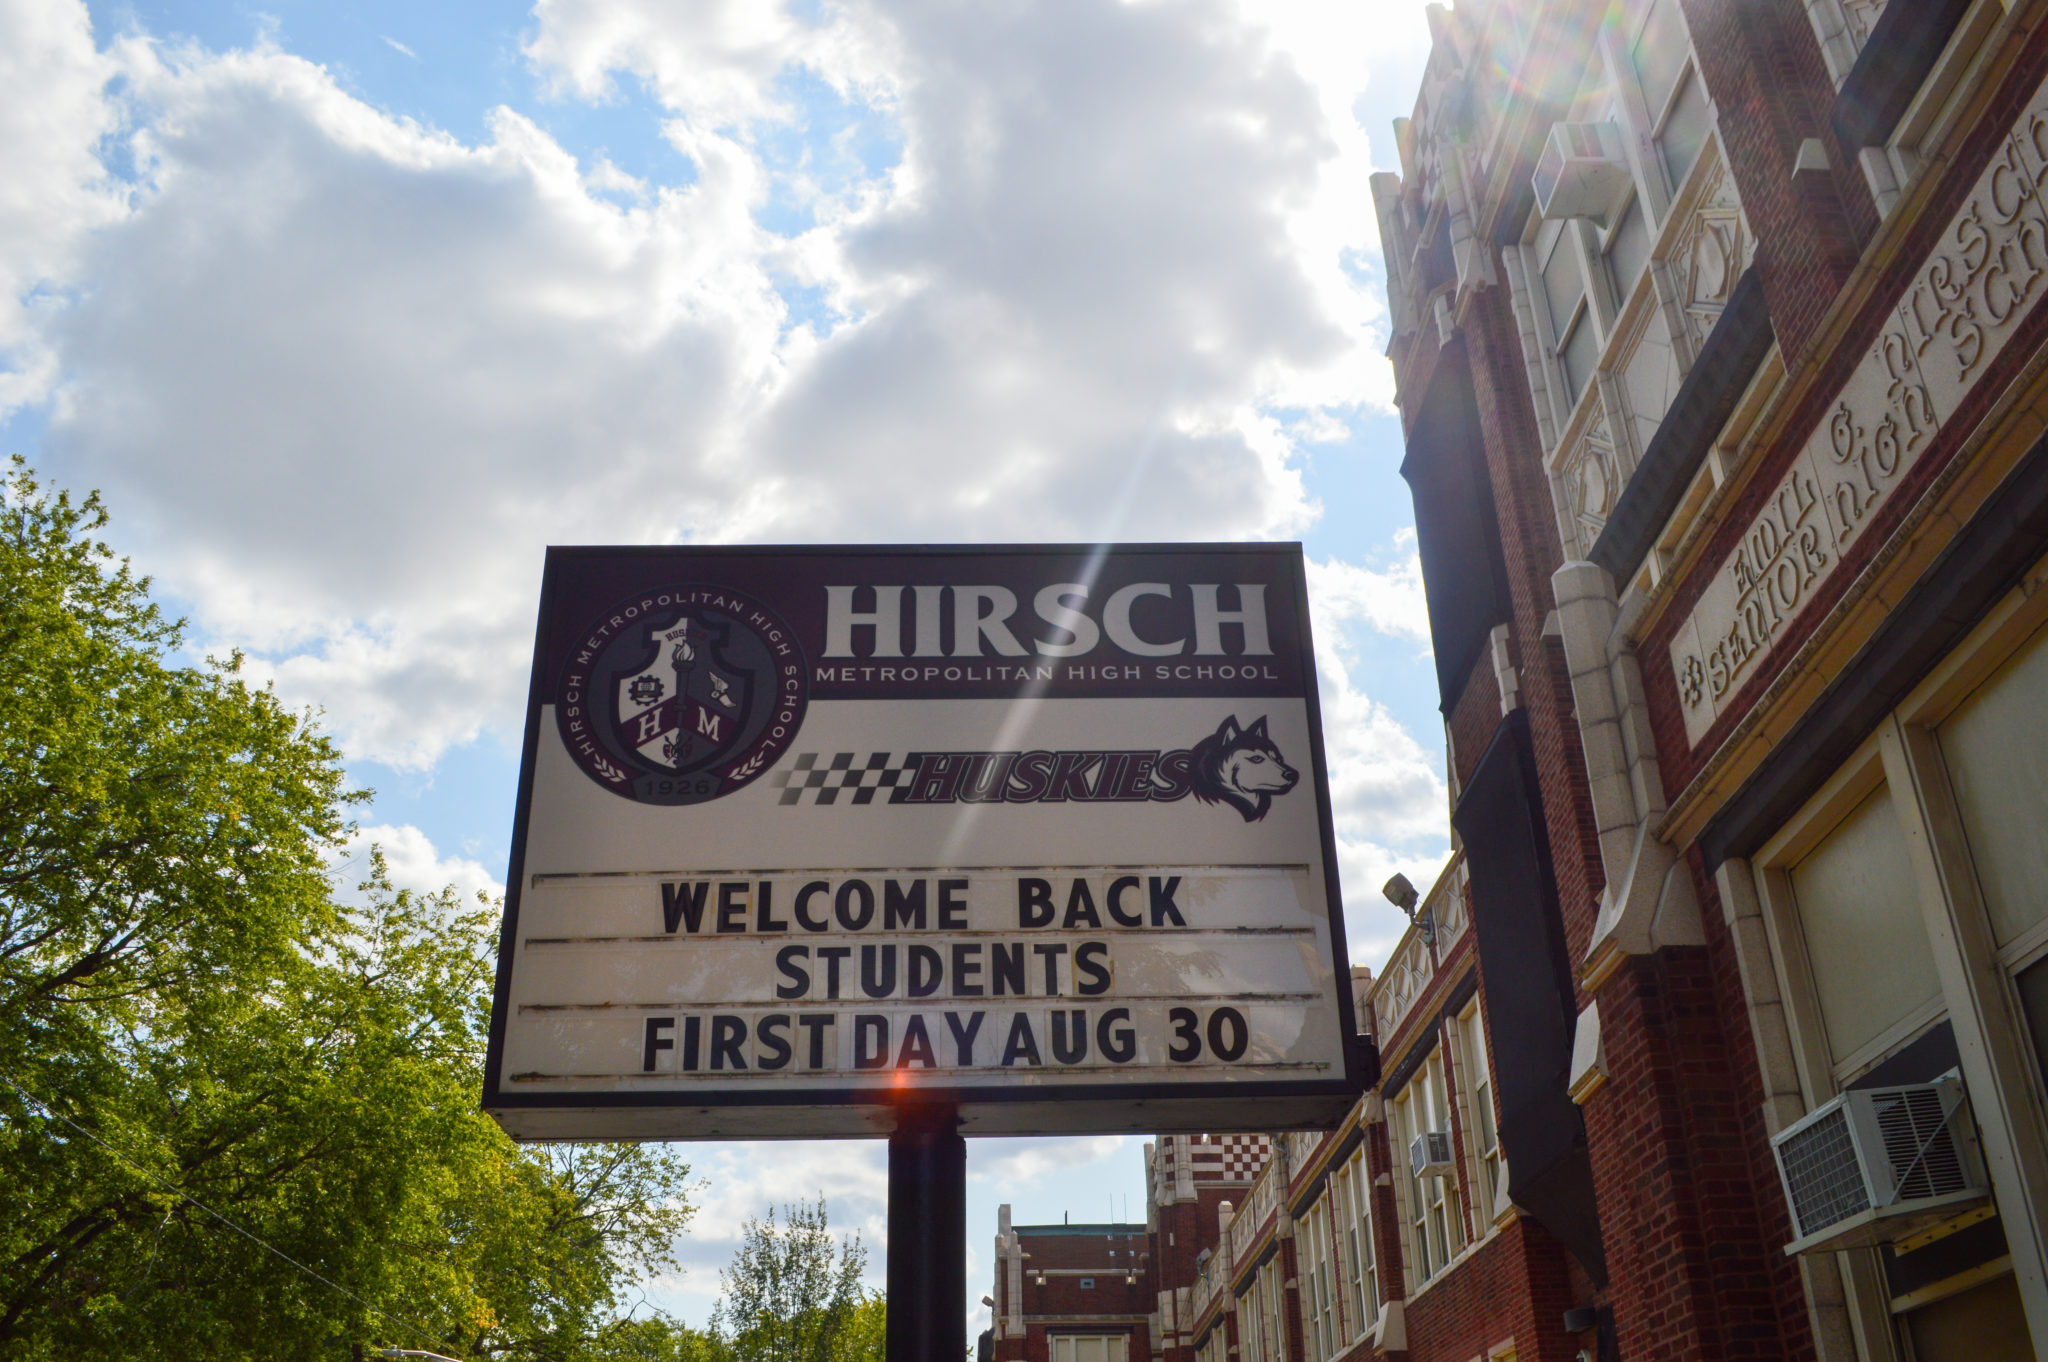 HIRSCH
METROPOLITAN HIGH SCHOOL
HIRSCH METROPOLITAN HIGH SCHOOL
HUSKIES
H M
1926
HUSKIES
WELCOME BACK
STUDENTS
FIRST DAY AUG 30
EMIL G. HIRSCH
SENIOR HIGH